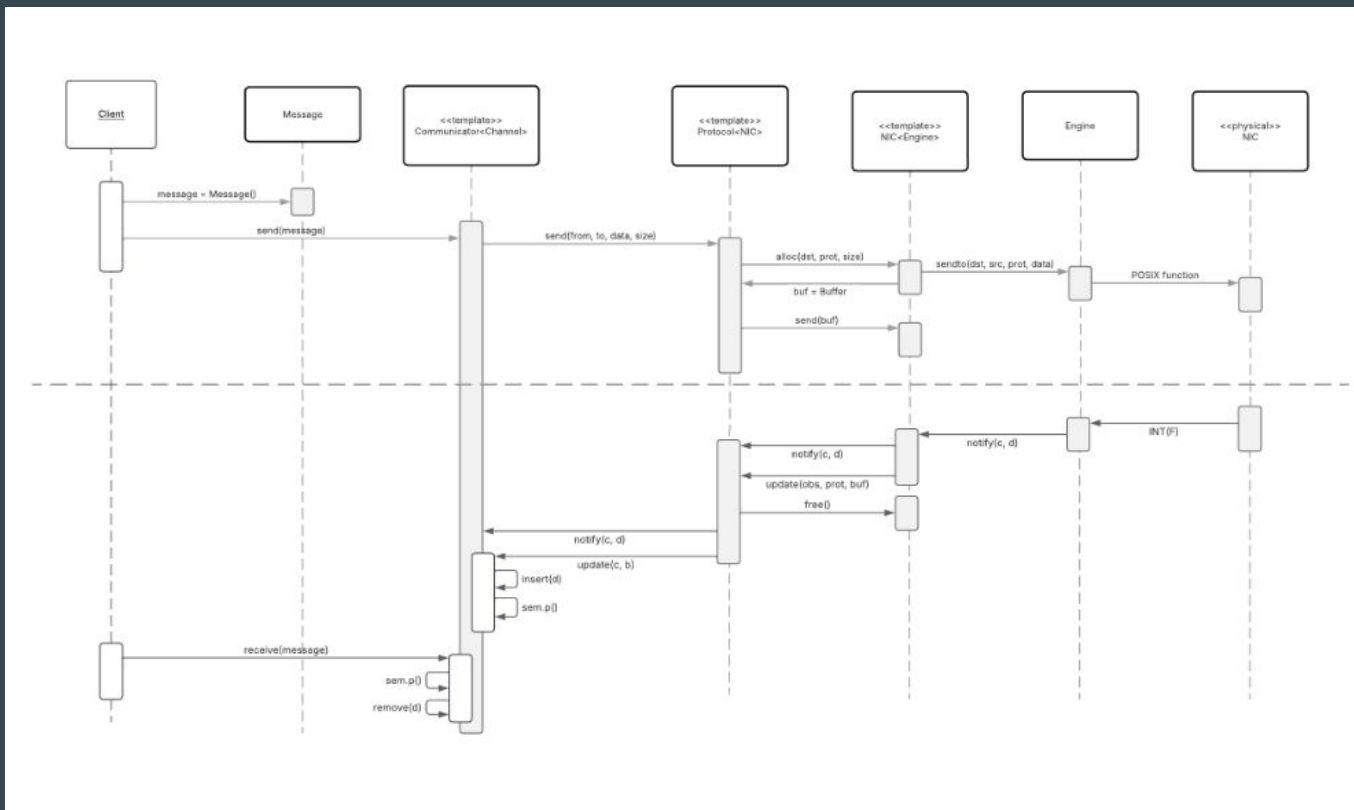 Client
Message
<<template>>
Communicator<Channel>
<<template>>
Protocol<NIC>
<<template>>
NIC<Engine>
Engine
<<physical>>
NIC
message = Message()
send(message)
send(from, to, data, size)
alloc(dst, prot, size)
sendto(dst, src, prot, data)
POSIX function
buf = Buffer
send(buf)
INT(F)
notify(c, d)
notify(c, d)
update(obs, prot, buf)
free()
notify(c, d)
update(c, b)
insert(d)
sem.p()
receive(message)
sem.p()
remove(d)